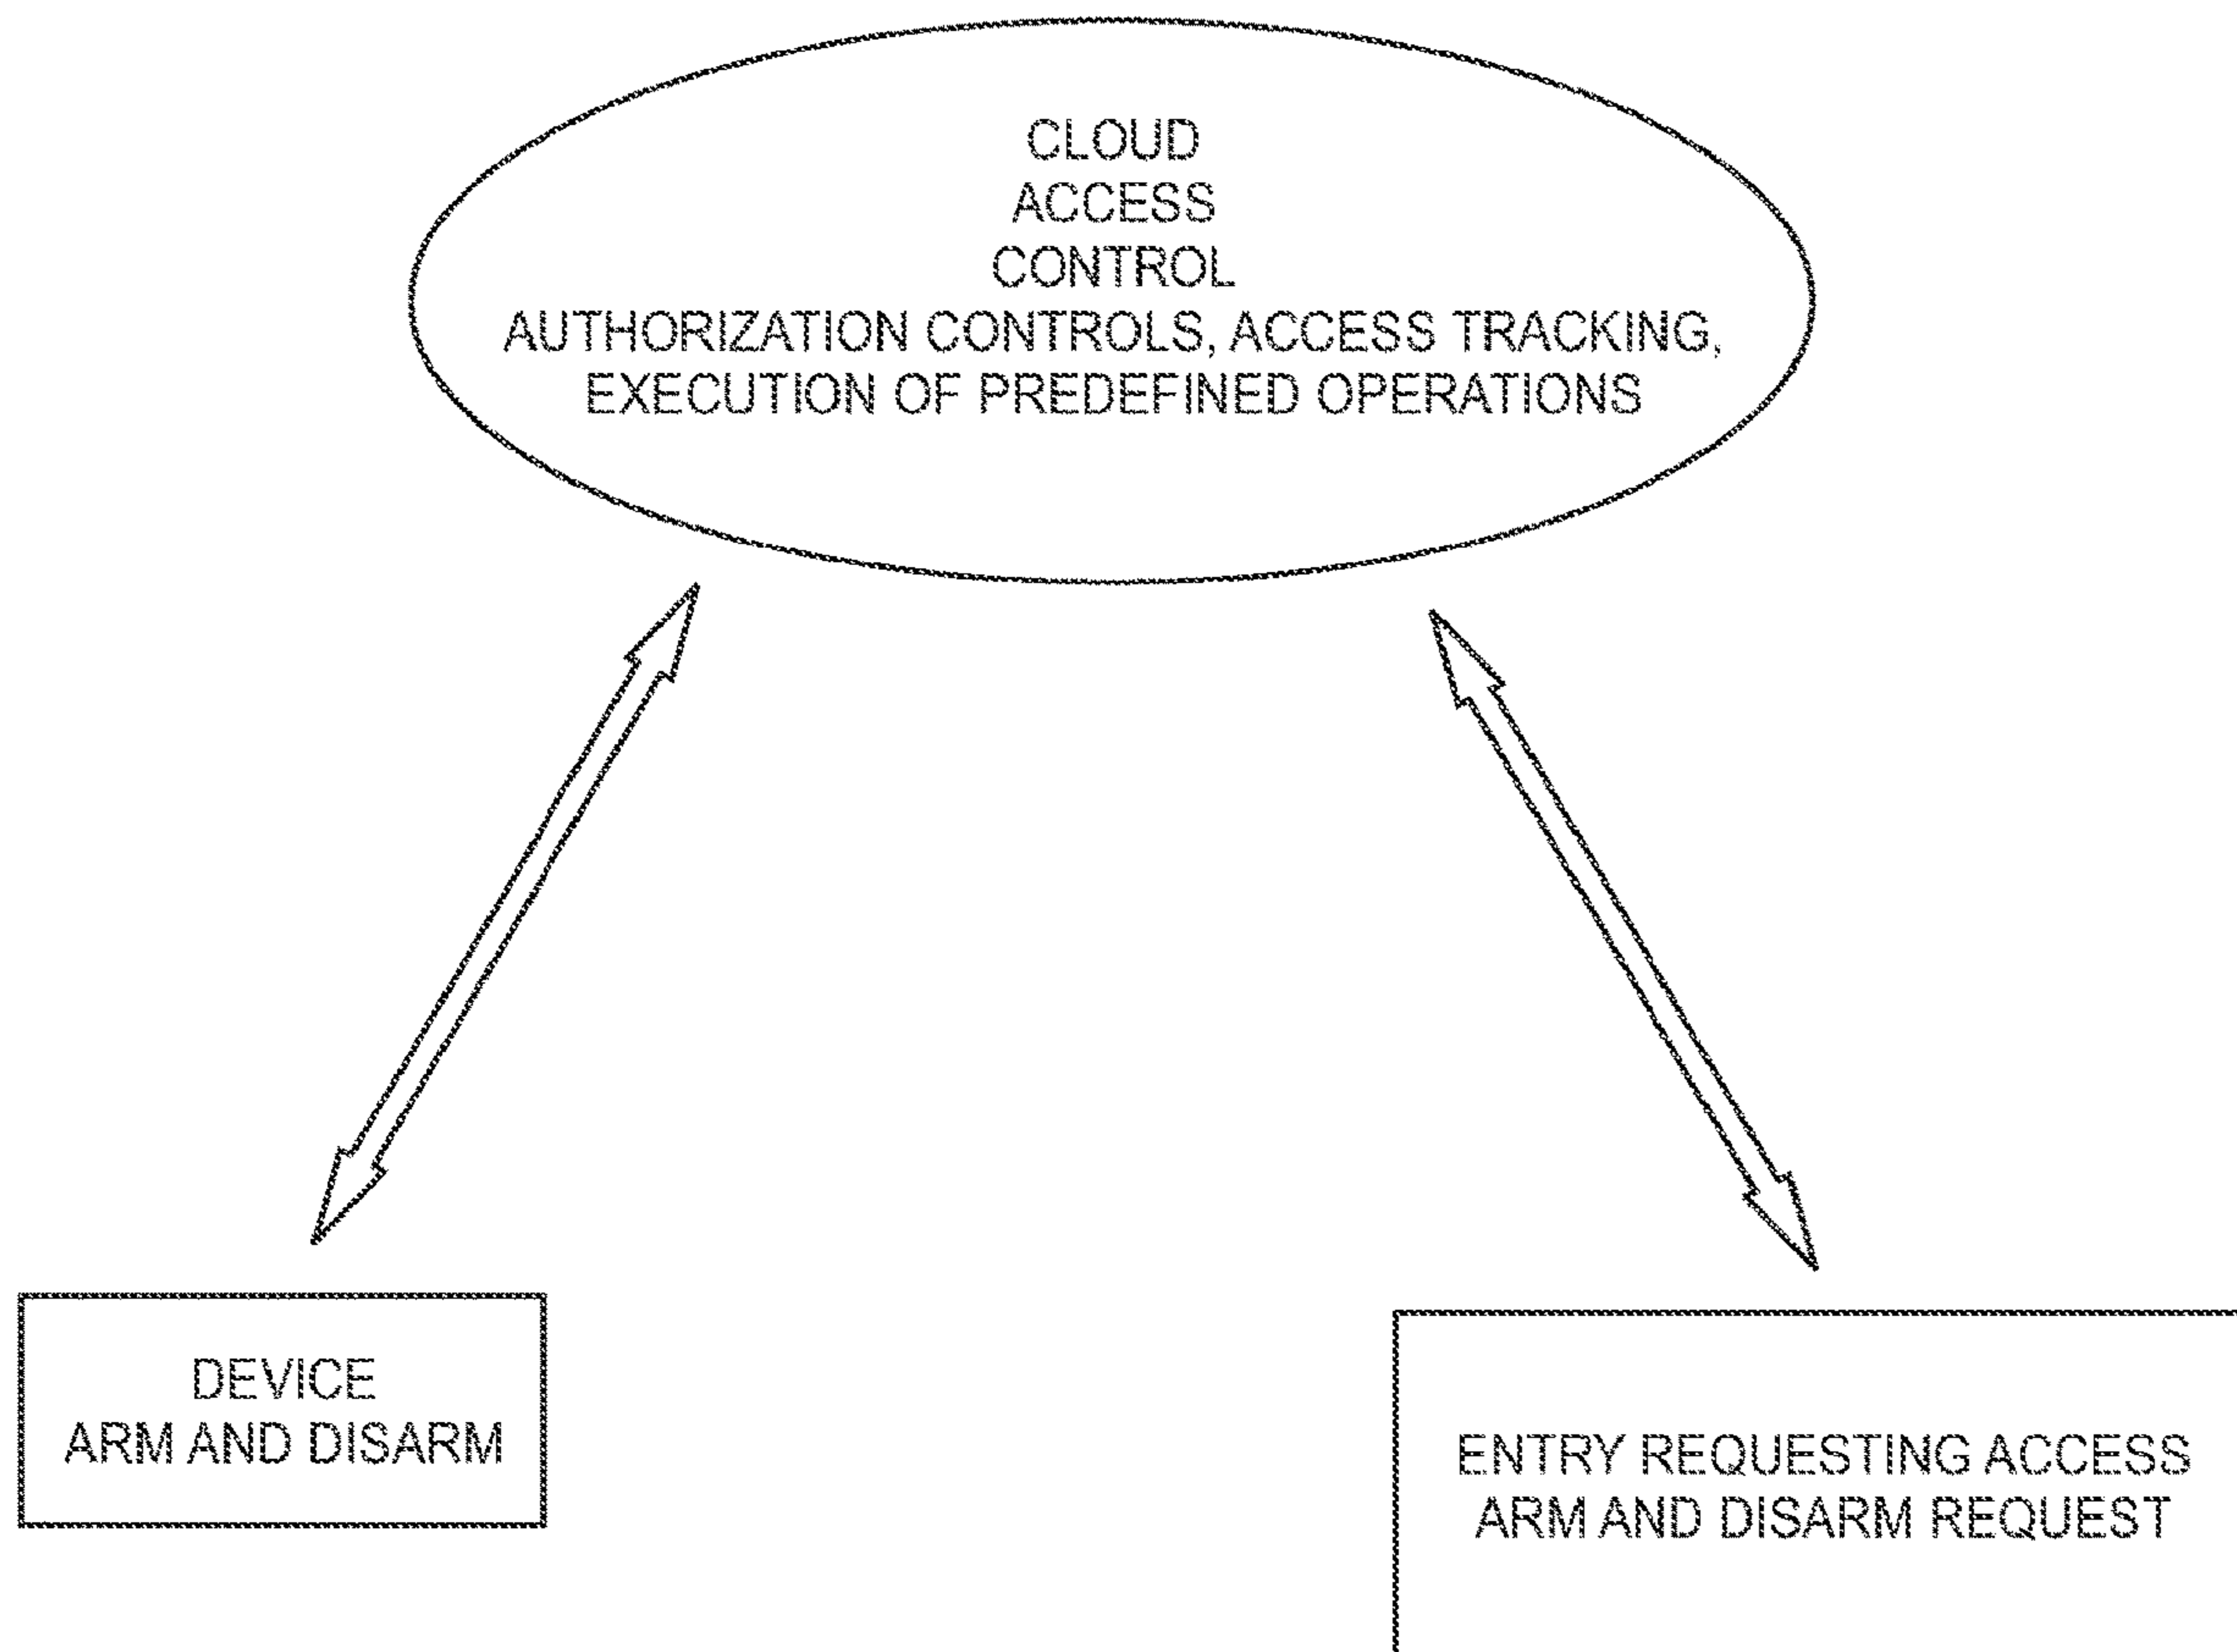 CLOUD
ACCESS
CONTROL
AUTHORIZATION CONTROLS, ACCESS TRACKING,
EXECUTION OF PREDEFINED OPERATIONS
DEVICE
ARM AND DISARM
ENTRY REQUESTING ACCESS
ARM AND DISARM REQUEST